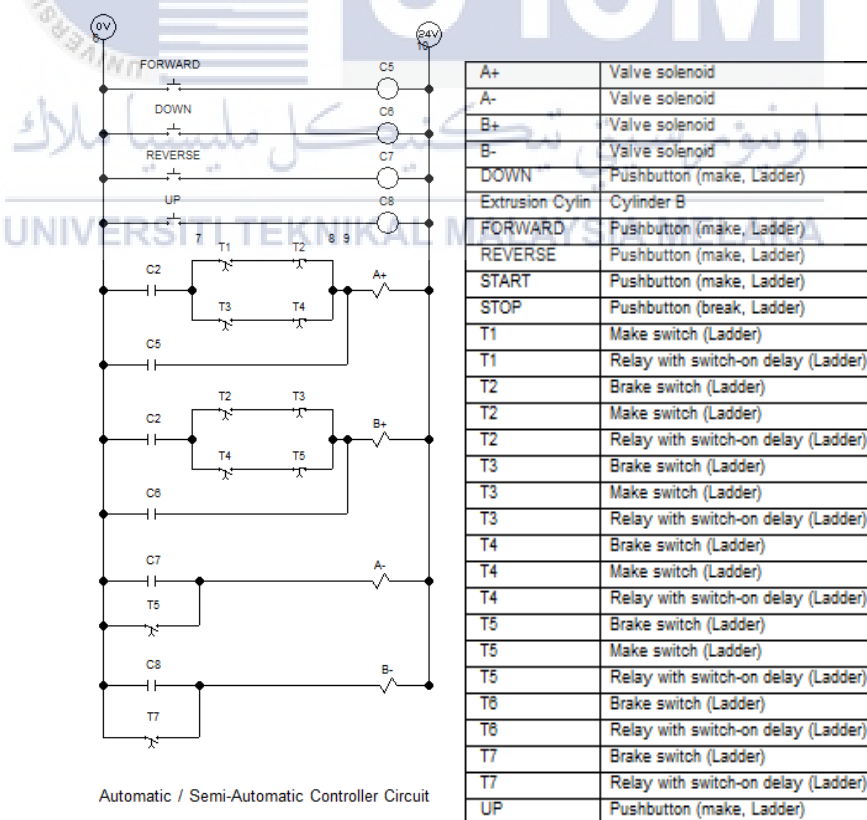 0V
6
24V
10
FORWARD
C5
DOWN
C6
REVERSE
C7
UP
C8
7
T1
T2
8
9
C2
A+
T3
T4
C5
T2
T3
C2
B+
T4
T5
C6
C7
A-
T5
C8
B-
T7
Automatic / Semi-Automatic Controller Circuit
A+ Valve solenoid
A- Valve solenoid
B+ Valve solenoid
B- Valve solenoid
DOWN Pushbutton (make, Ladder)
Extrusion Cylin Cylinder B
FORWARD Pushbutton (make, Ladder)
REVERSE Pushbutton (make, Ladder)
START Pushbutton (make, Ladder)
STOP Pushbutton (break, Ladder)
T1 Make switch (Ladder)
T1 Relay with switch-on delay (Ladder)
T2 Brake switch (Ladder)
T2 Make switch (Ladder)
T2 Relay with switch-on delay (Ladder)
T3 Brake switch (Ladder)
T3 Make switch (Ladder)
T3 Relay with switch-on delay (Ladder)
T4 Brake switch (Ladder)
T4 Make switch (Ladder)
T4 Relay with switch-on delay (Ladder)
T5 Brake switch (Ladder)
T5 Make switch (Ladder)
T5 Relay with switch-on delay (Ladder)
T6 Brake switch (Ladder)
T6 Relay with switch-on delay (Ladder)
T7 Brake switch (Ladder)
T7 Relay with switch-on delay (Ladder)
UP Pushbutton (make, Ladder)
اونيورسيتي تيكنيكل مليسيا ملاك
UNIVERSITI TEKNIKAL MALAYSIA MELAKA